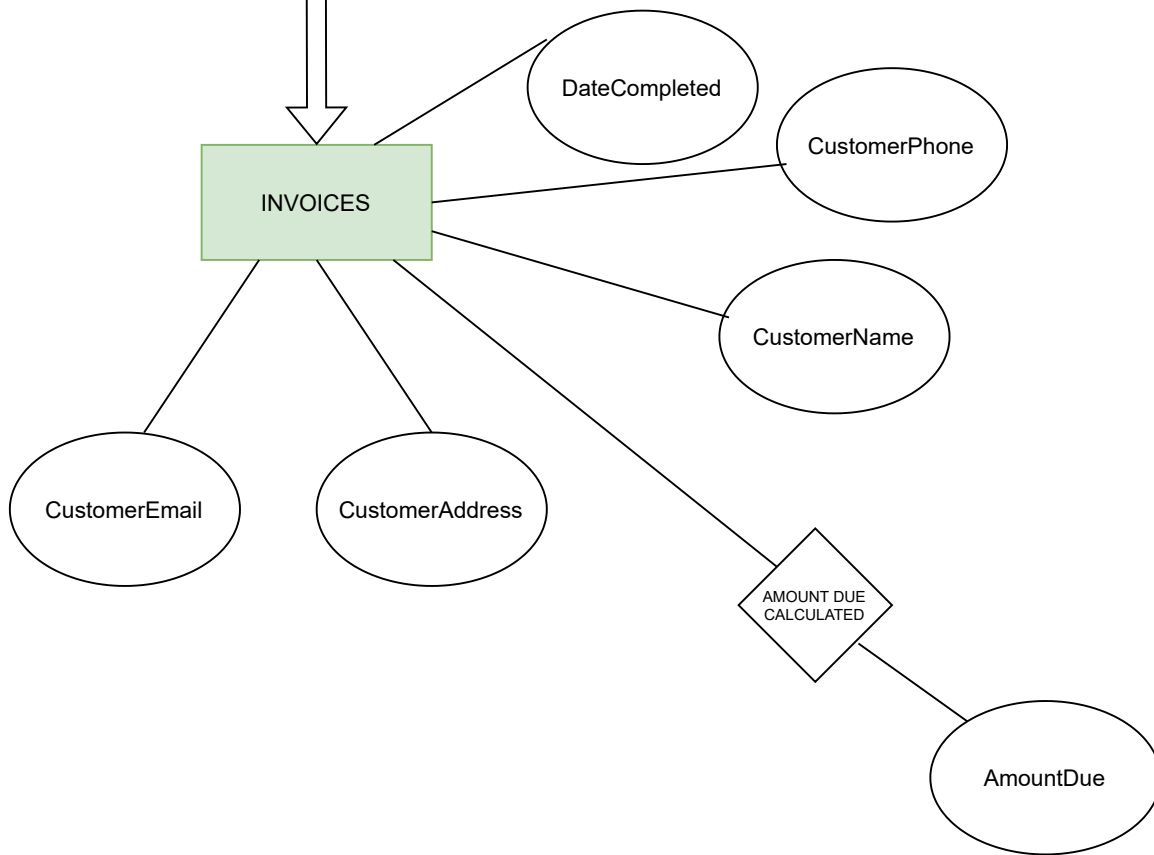 DateCompleted
CustomerPhone
INVOICES
CustomerName
CustomerEmail
CustomerAddress
AMOUNT DUE
CALCULATED
AmountDue